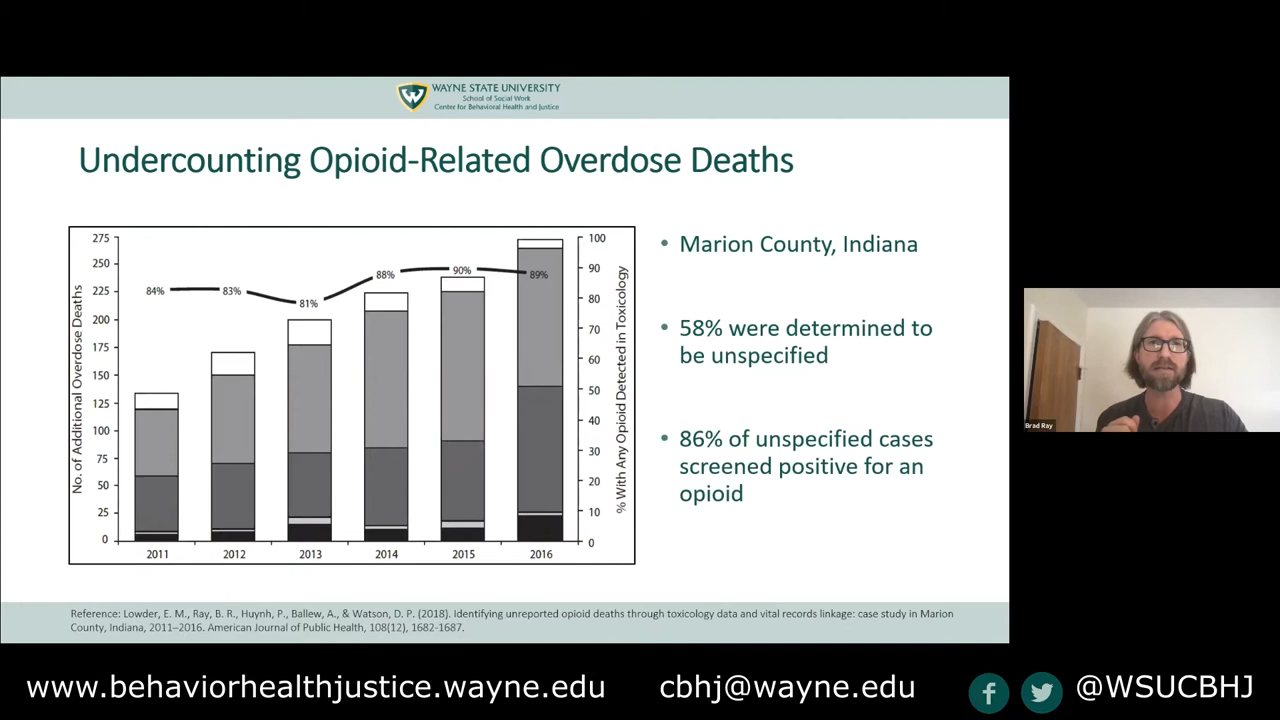 WAYNE STATE UNIVERSITY
School of Social Work
Center for Behavioral Health and Justice
Undercounting Opioid-Related Overdose Deaths
No. of Additional Overdose Deaths
275
250
225
200
175
150
125
100
75
50
25
0
84%
83%
81%
88%
90%
89%
100
90
80
70
60
50
40
30
20
10
0
% With Any Opioid Detected in Toxicology
2011
2012
2013
2014
2015
2016
• Marion County, Indiana
• 58% were determined to
be unspecified
• 86% of unspecified cases
screened positive for an
opioid
Brad Ray
Reference: Lowder, E. M., Ray, B. R., Huynh, P., Ballew, A., & Watson, D. P. (2018). Identifying unreported opioid deaths through toxicology data and vital records linkage: case study in Marion
County, Indiana, 2011–2016. American Journal of Public Health, 108(12), 1682-1687.
www.behaviorhealthjustice.wayne.edu
cbhj@wayne.edu
@WSUCBHJ